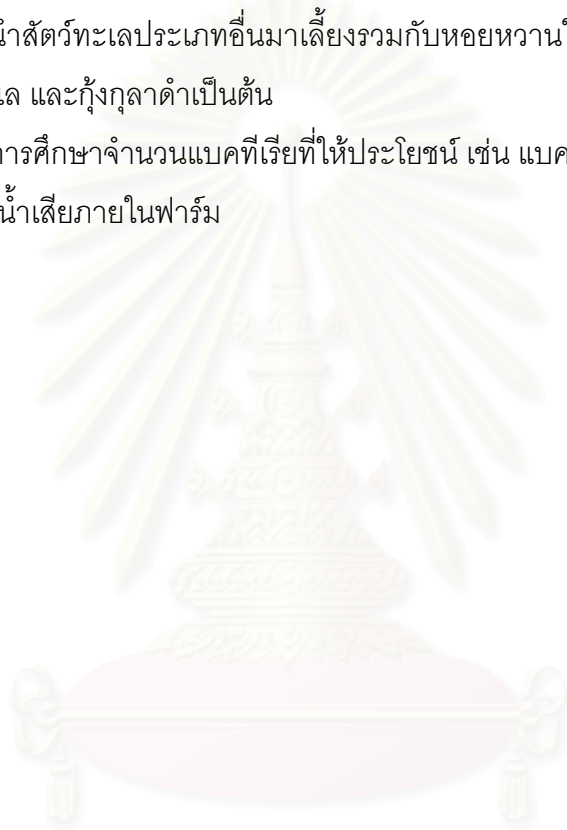 นำสัตว์ทะเลประเภทอื่นมาเลี้ยงรวมกับหอยหวาน
และกุ้งกุลาดำเป็นต้น
การศึกษาจำนวนแบคทีเรียที่ให้ประโยชน์ เช่น
น้ำเสียภายในฟาร์ม